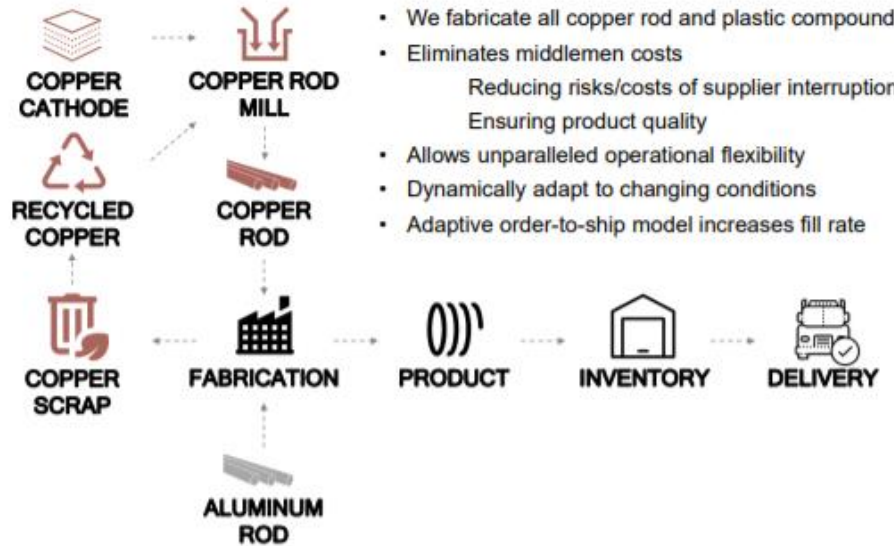 COPPER
CATHODE
COPPER ROD
MILL
RECYCLED
COPPER
COPPER
ROD
COPPER
SCRAP
FABRICATION
PRODUCT
INVENTORY
DELIVERY
ALUMINUM
ROD
• We fabricate all copper rod and plastic compound
• Eliminates middlemen costs
Reducing risks/costs of supplier interruption
Ensuring product quality
• Allows unparalleled operational flexibility
• Dynamically adapt to changing conditions
• Adaptive order-to-ship model increases fill rate